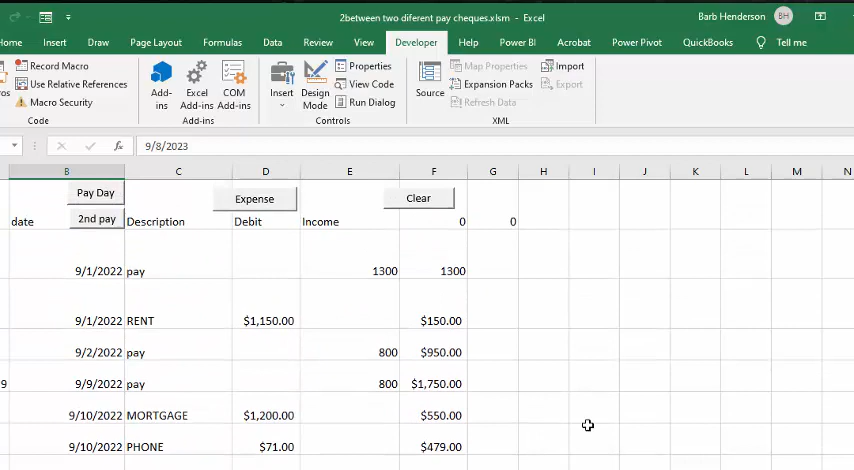 2between two diferent pay cheques.xlsm - Excel
Barb Henderson BH
Home Insert Draw Page Layout Formulas Data Review View Developer Help Power BI Acrobat Power Pivot QuickBooks Tell me
Record Macro
Use Relative References
Macro Security
Code
Add-ins
Excel Add-ins
COM Add-ins
Add-ins
Insert
Design Mode
Properties
View Code
Run Dialog
Controls
Source
Map Properties
Expansion Packs
Refresh Data
Import
Export
XML
fx 9/8/2023
B C D E F G H I J K L M N
Pay Day
Expense
Clear
2nd pay
date Description Debit Income 0 0
9/1/2022 pay 1300 1300
9/1/2022 RENT $1,150.00 $150.00
9/2/2022 pay 800 $950.00
9 9/9/2022 pay 800 $1,750.00
9/10/2022 MORTGAGE $1,200.00 $550.00
9/10/2022 PHONE $71.00 $479.00